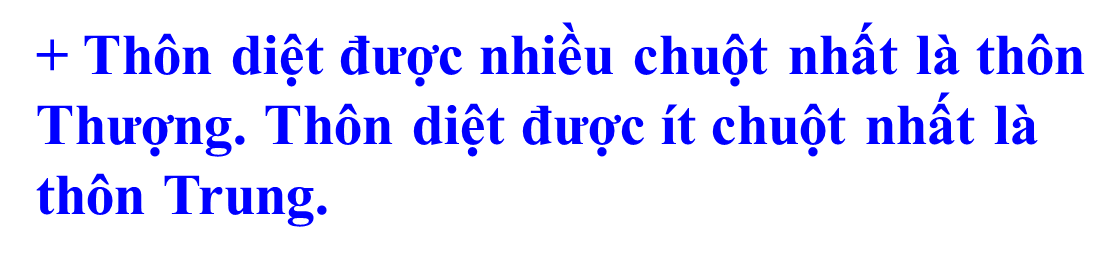 + Thôn diệt được nhiều chuột nhất là thôn
Thượng. Thôn diệt được ít chuột nhất là
thôn Trung.